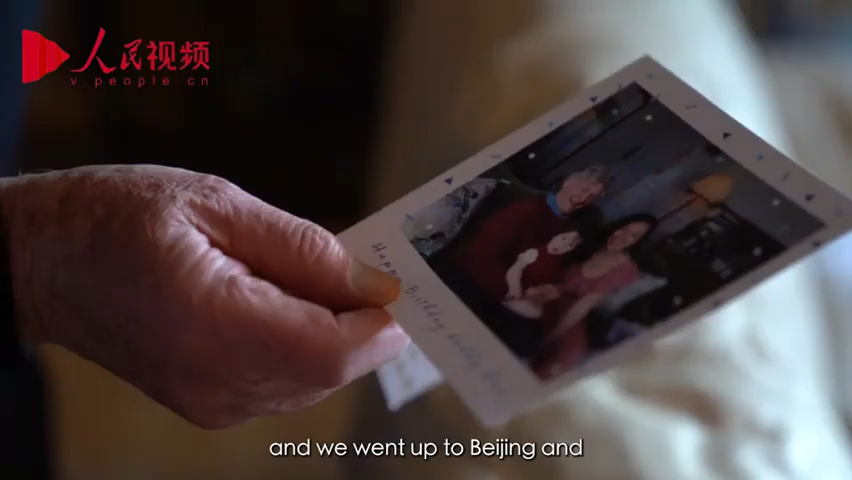 人民视频
v.people.cn
Happy Birthday
and we went up to Beijing and